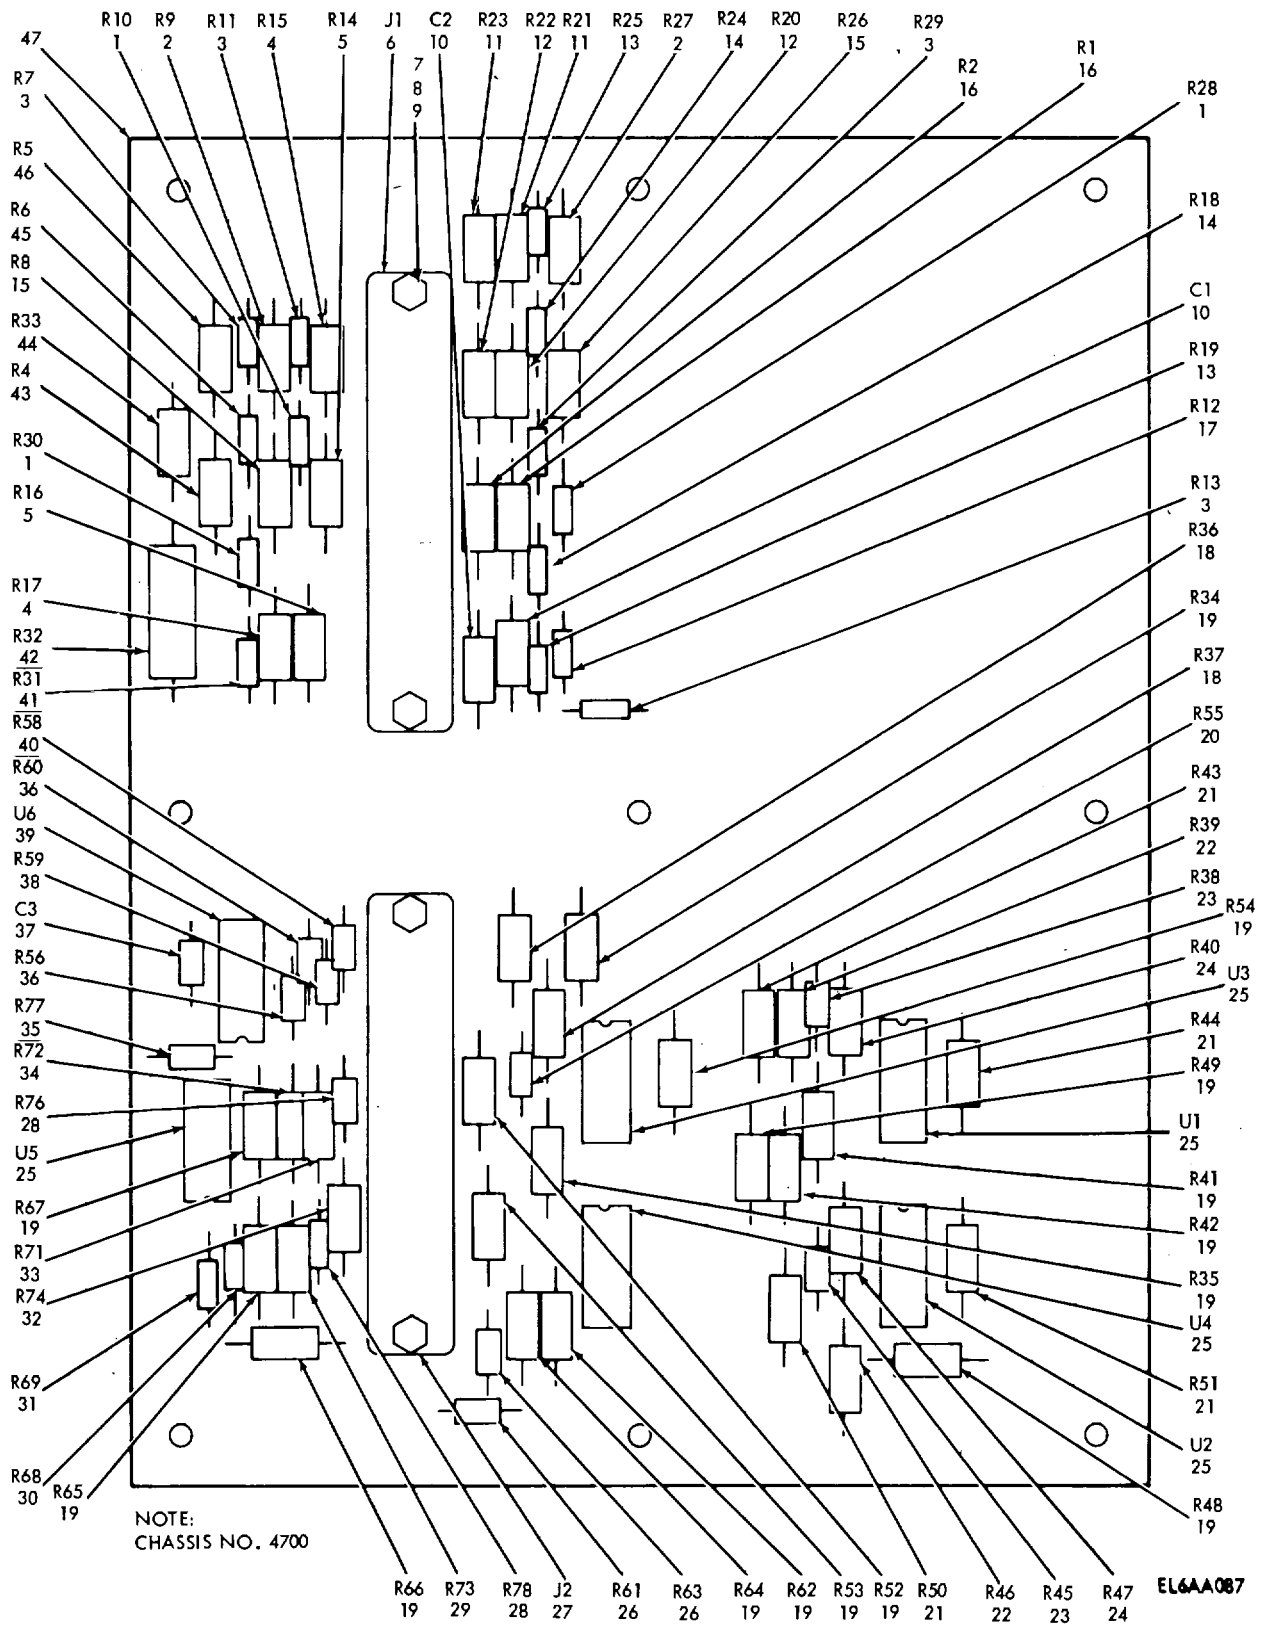 R10 R9 R11 R15 R14 J1 C2 R23 R22 R21 R25 R27 R24 R20 R26 R29
1 2 3 4 5 6 10 11 12 11 13 2 14 12 15 3
47
R1
16
R2
16
7
8
9
R7
3
R28
1
R5
46
R18
14
R6
45
R8
15
C1
10
R33
44
R19
13
R4
43
R12
17
R30
1
R13
3
R16
5
R36
18
R17
4
R34
19
R32
42
R37
18
R31
41
R58
40
R55
20
R60
36
R43
21
U6
39
R39
22
R59
38
R38
23
C3
37
R54
19
R56
36
R40
24
U3
25
R77
35
R44
21
R72
34
R49
19
R76
28
U1
25
U5
25
R41
19
R67
19
R42
19
R71
33
R35
19
R74
32
U4
25
R69
31
R51
21
U2
25
R68
30
R65
19
R48
19
NOTE:
CHASSIS NO. 4700
R66 R73 R78 J2 R61 R63 R64 R62 R53 R52 R50 R46 R45 R47
19 29 28 27 26 26 19 19 19 19 21 22 23 24
EL6AA087